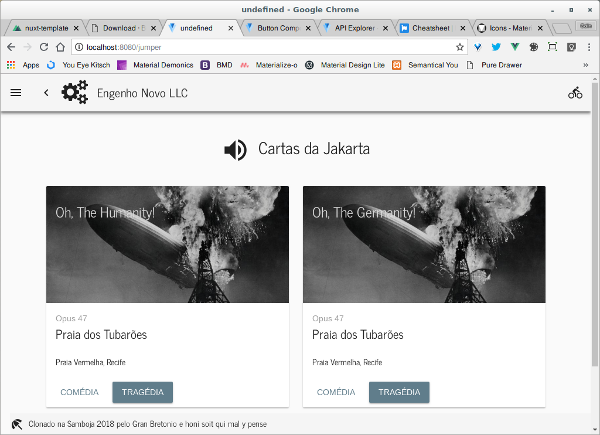 undefined - Google Chrome
nuxt-template
Download - B
undefined
Button Comp
API Explorer
Cheatsheet
Icons - Mater
localhost:8080/jumper
Apps
You Eye Kitsch
Material Demonics
BMD
Materialize-o
Material Design Lite
Semantical You
Pure Drawer
Engenho Novo LLC
Cartas da Jakarta
Oh, The Humanity!
Oh, The Germanity!
Opus 47
Opus 47
Praia dos Tubarões
Praia dos Tubarões
Praia Vermelha, Recife
Praia Vermelha, Recife
COMÉDIA
TRAGÉDIA
COMÉDIA
TRAGÉDIA
Clonado na Samboja 2018 pelo Gran Bretonio e honi soit qui mal y pense